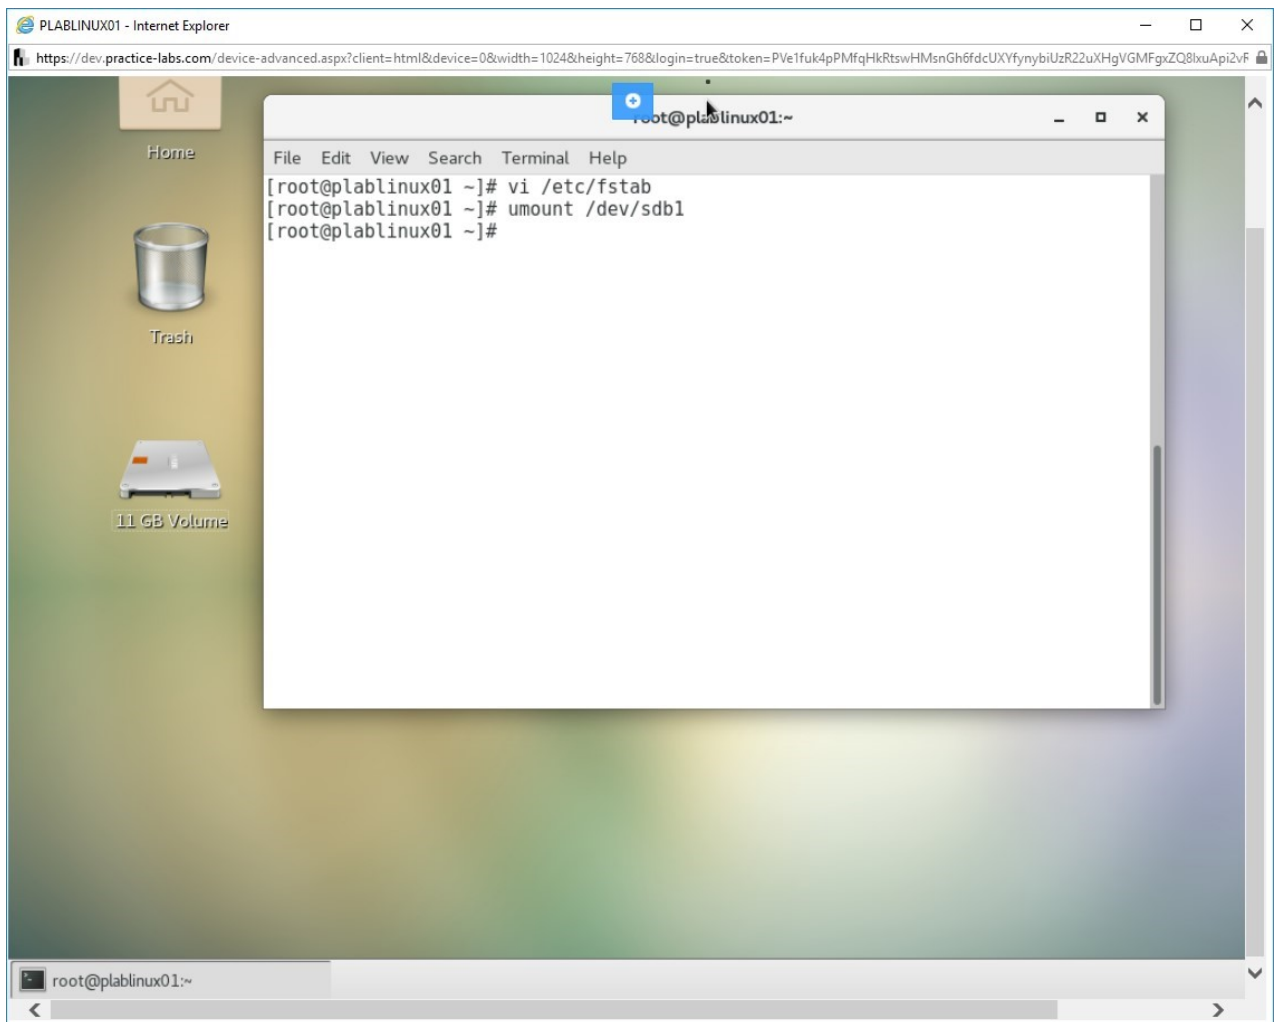 PLABLINUX01 - Internet Explorer
https://dev.practice-labs.com/device-advanced.aspx?client=html&device=0&width=1024&height=768&login=true&token=
Home
root@plablinux01:~
File Edit View Search Terminal Help
[root@plablinux01 ~]# vi /etc/fstab
[root@plablinux01 ~]# umount /dev/sdb1
[root@plablinux01 ~]#
Trash
11 GB Volume
root@plablinux01:~